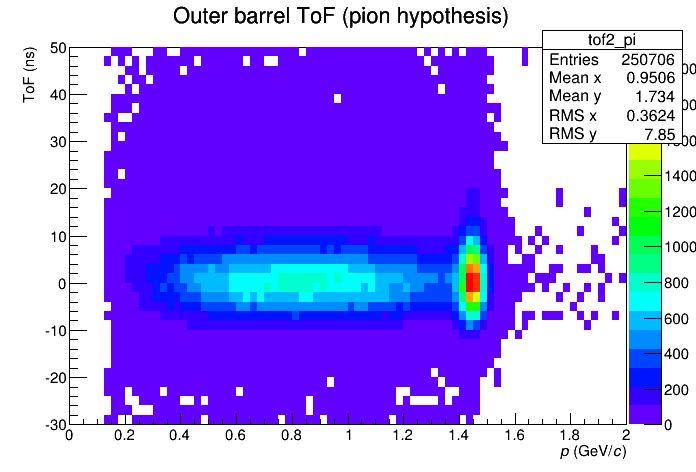 Outer barrel ToF (pion hypothesis)
tof2_pi
Entries 250706
Mean x 0.9506
Mean y 1.734
RMS x 0.3624
RMS y 7.85
ToF (ns)
50
40
30
20
10
0
-10
-20
-30
0 0.2 0.4 0.6 0.8 1 1.2 1.4 1.6 1.8 2
p (GeV/c)
1400
1200
1000
800
600
400
200
0